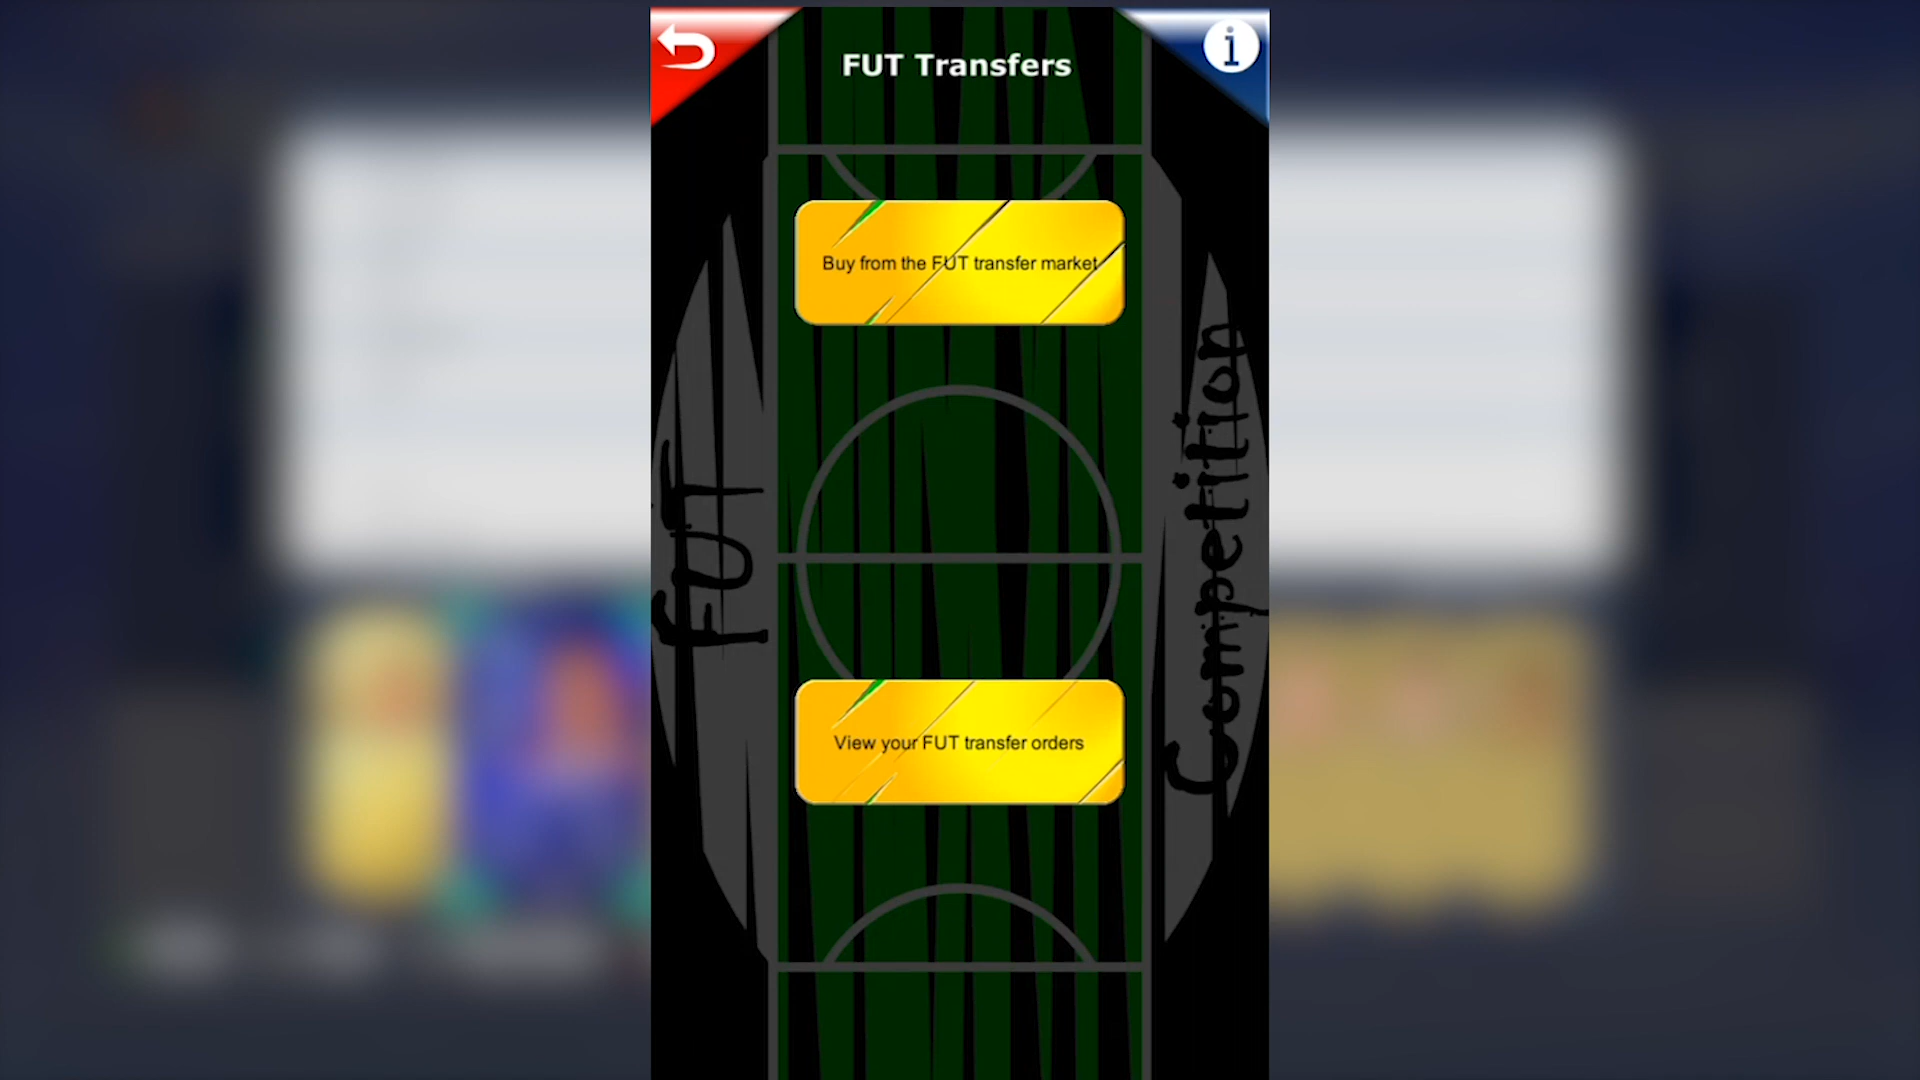 FUT Transfers
Buy from the FUT transfer market
FUT
Competition
View your FUT transfer orders